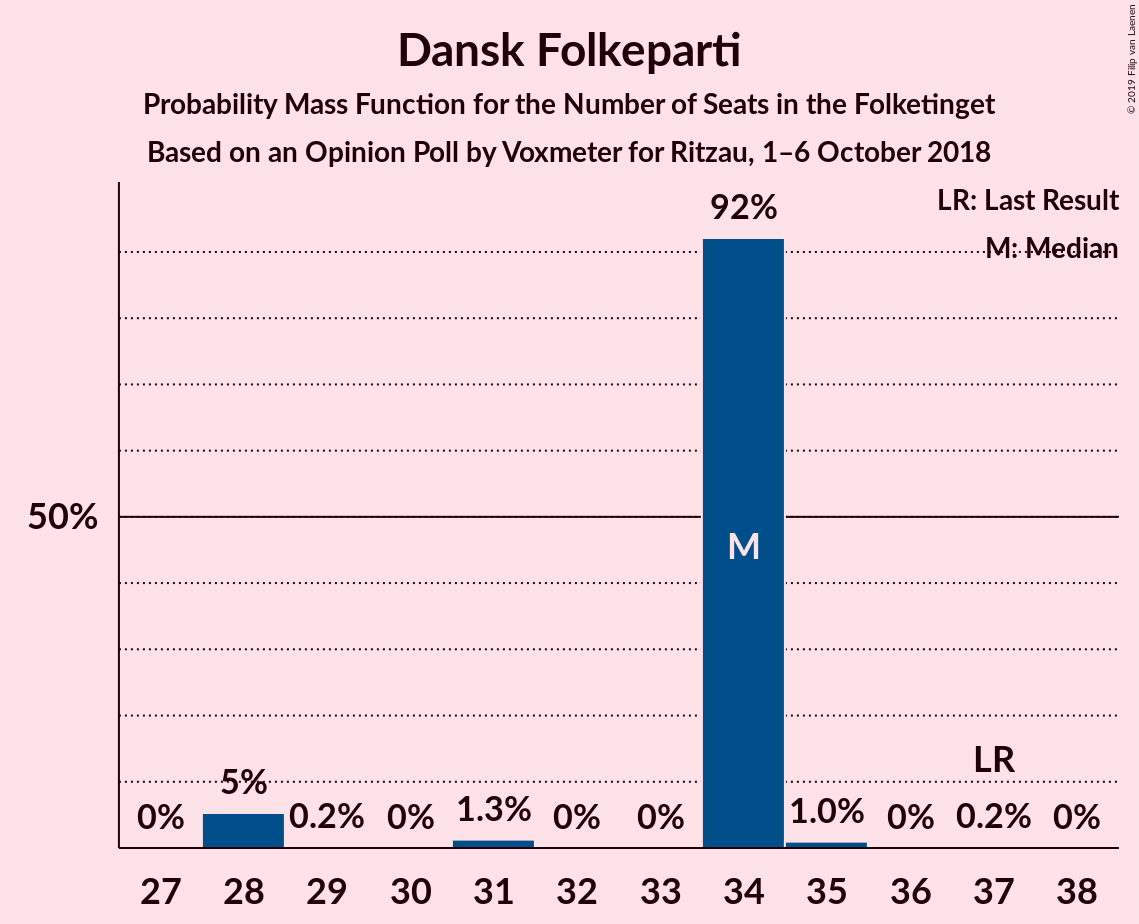 Dansk Folkeparti
Probability Mass Function for the Number of Seats in the Folketinget
Based on an Opinion Poll by Voxmeter for Ritzau, 1–6 October 2018
© 2019 Filip van Laenen
LR: Last Result
M: Median
92%
50%
M
LR
5%
0% 0.2% 0% 1.3% 0% 0% 1.0% 0% 0.2% 0%
27 28 29 30 31 32 33 34 35 36 37 38